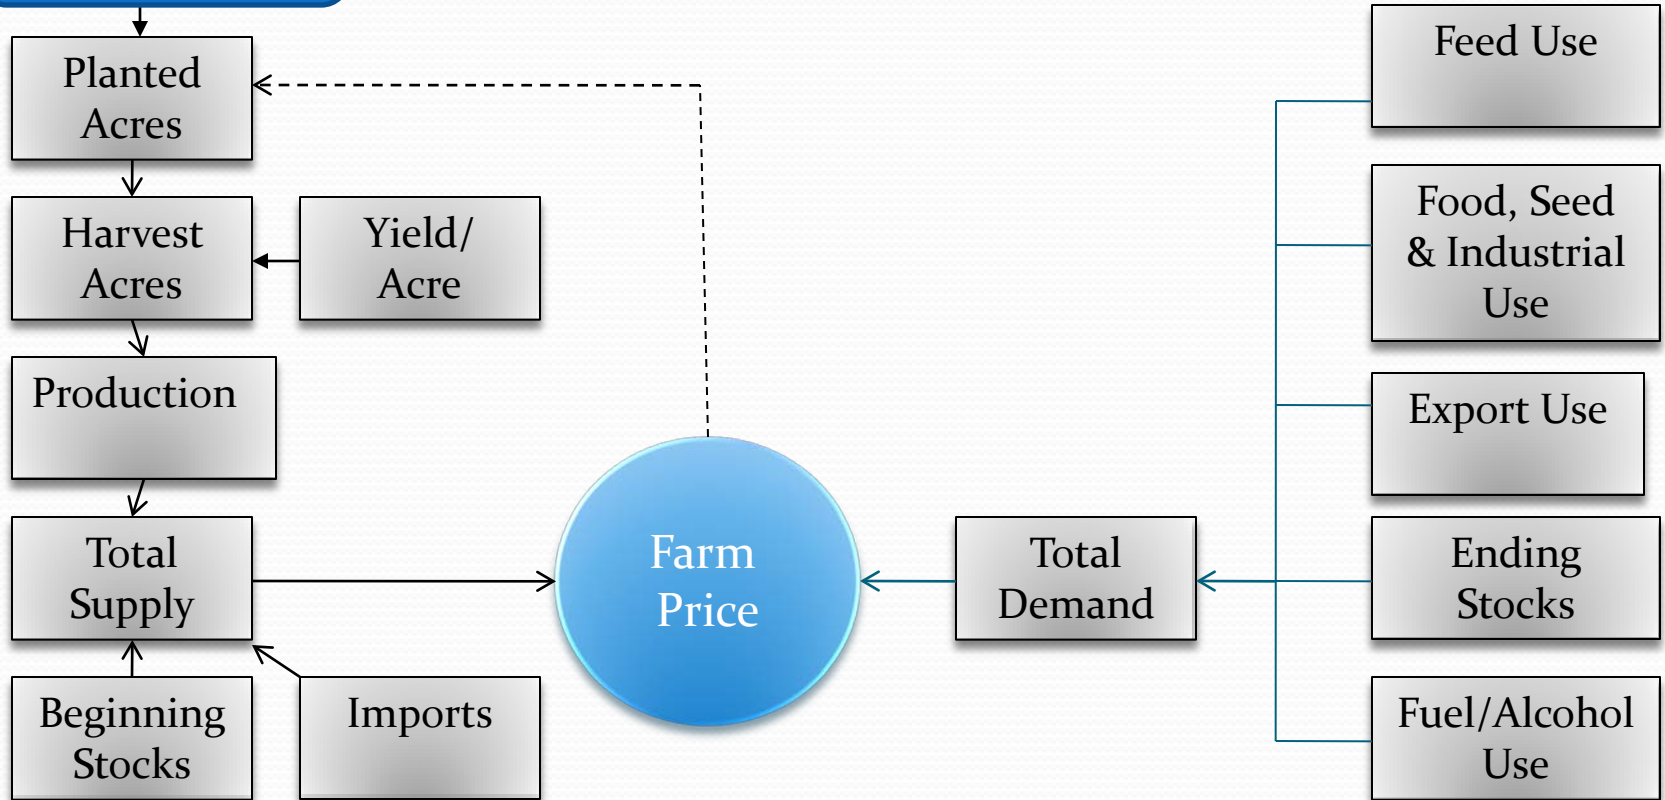 Planted
Acres
Harvest
Acres
Yield/
Acre
Production
Total
Supply
Beginning
Stocks
Imports
Farm
Price
Total
Demand
Feed Use
Food, Seed
& Industrial
Use
Export Use
Ending
Stocks
Fuel/Alcohol
Use